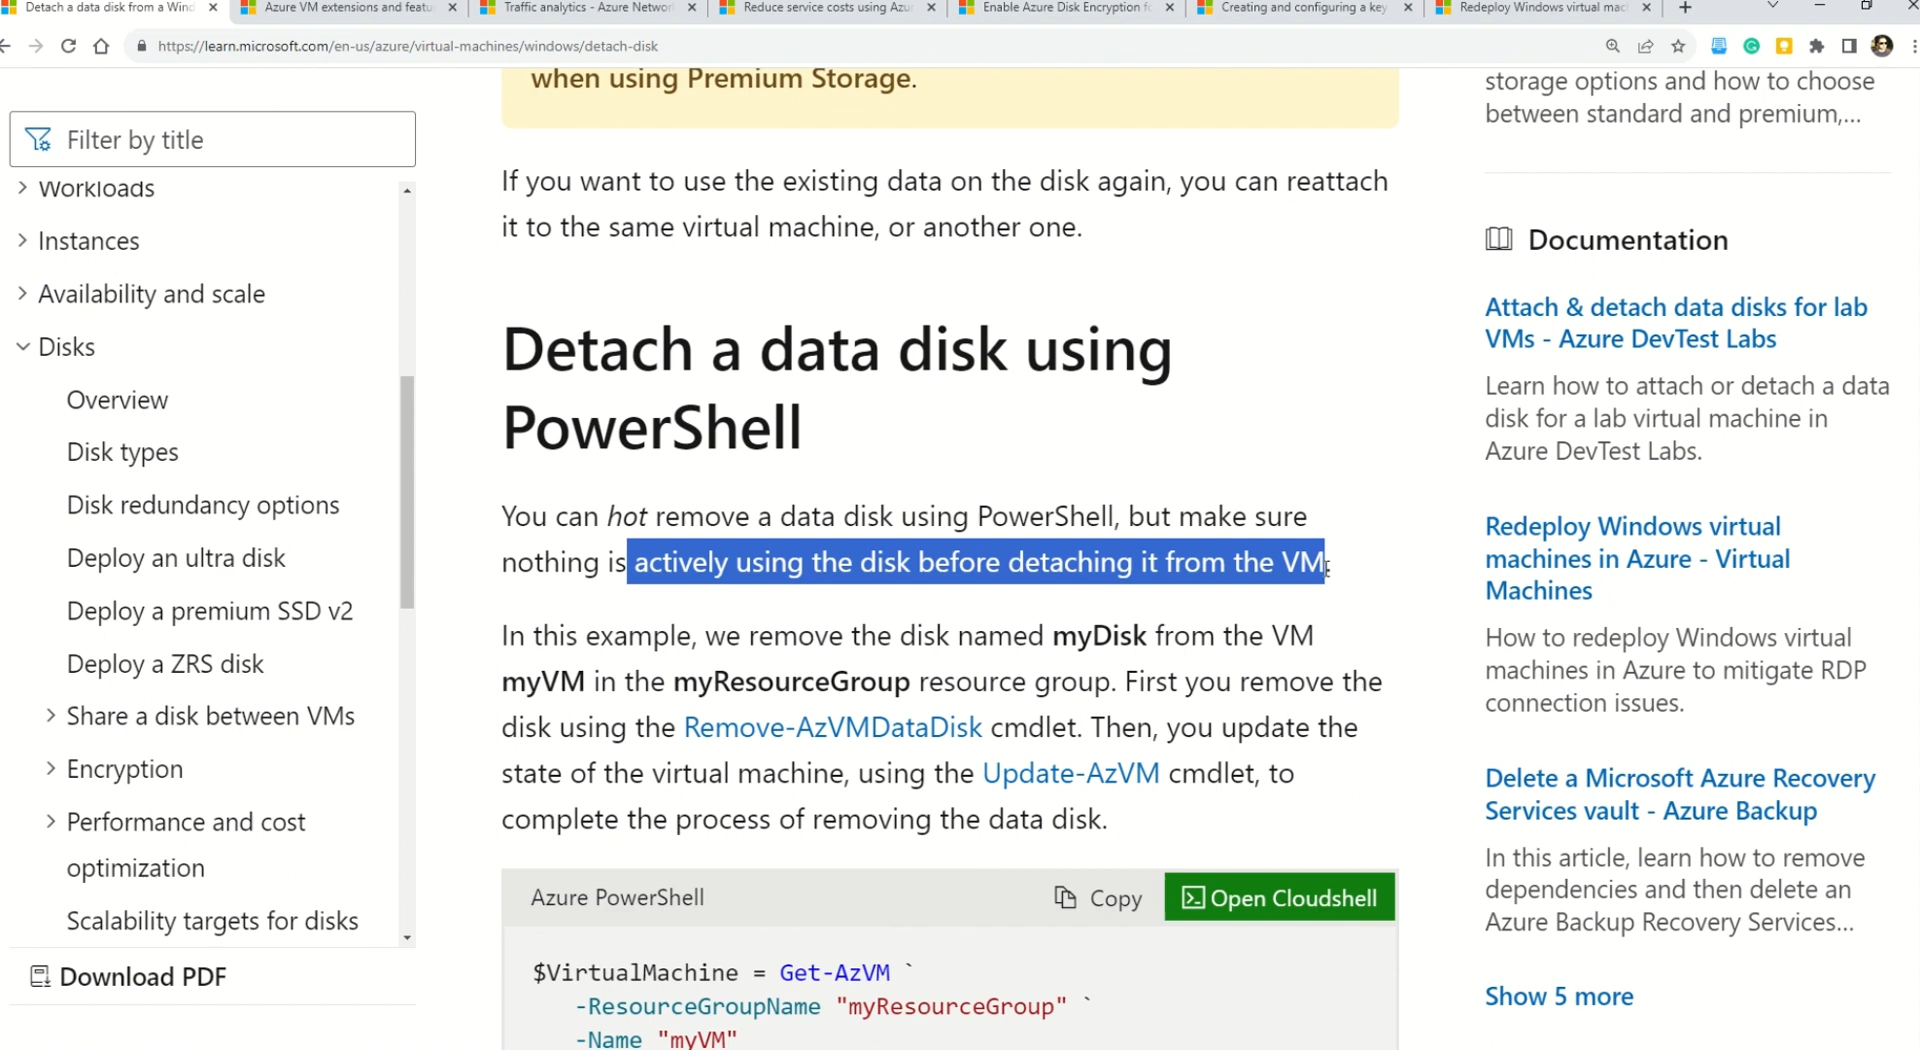 Detach a data disk from a Wind
Azure VM extensions and featu
Traffic analytics - Azure Networ
Reduce service costs using Azur
Enable Azure Disk Encryption fo
Creating and configuring a key
Redeploy Windows virtual mac
https://learn.microsoft.com/en-us/azure/virtual-machines/windows/detach-disk
Filter by title
Workloads
Instances
Availability and scale
Disks
Overview
Disk types
Disk redundancy options
Deploy an ultra disk
Deploy a premium SSD v2
Deploy a ZRS disk
Share a disk between VMs
Encryption
Performance and cost
optimization
Scalability targets for disks
Download PDF
when using Premium Storage.
If you want to use the existing data on the disk again, you can reattach
it to the same virtual machine, or another one.
Detach a data disk using
PowerShell
You can hot remove a data disk using PowerShell, but make sure
nothing is actively using the disk before detaching it from the VM.
In this example, we remove the disk named myDisk from the VM
myVM in the myResourceGroup resource group. First you remove the
disk using the Remove-AzVMDataDisk cmdlet. Then, you update the
state of the virtual machine, using the Update-AzVM cmdlet, to
complete the process of removing the data disk.
Azure PowerShell
Copy
Open Cloudshell
$VirtualMachine = Get-AzVM `
-ResourceGroupName "myResourceGroup" `
-Name "myVM"
storage options and how to choose
between standard and premium,...
Documentation
Attach & detach data disks for lab
VMs - Azure DevTest Labs
Learn how to attach or detach a data
disk for a lab virtual machine in
Azure DevTest Labs.
Redeploy Windows virtual
machines in Azure - Virtual
Machines
How to redeploy Windows virtual
machines in Azure to mitigate RDP
connection issues.
Delete a Microsoft Azure Recovery
Services vault - Azure Backup
In this article, learn how to remove
dependencies and then delete an
Azure Backup Recovery Services...
Show 5 more